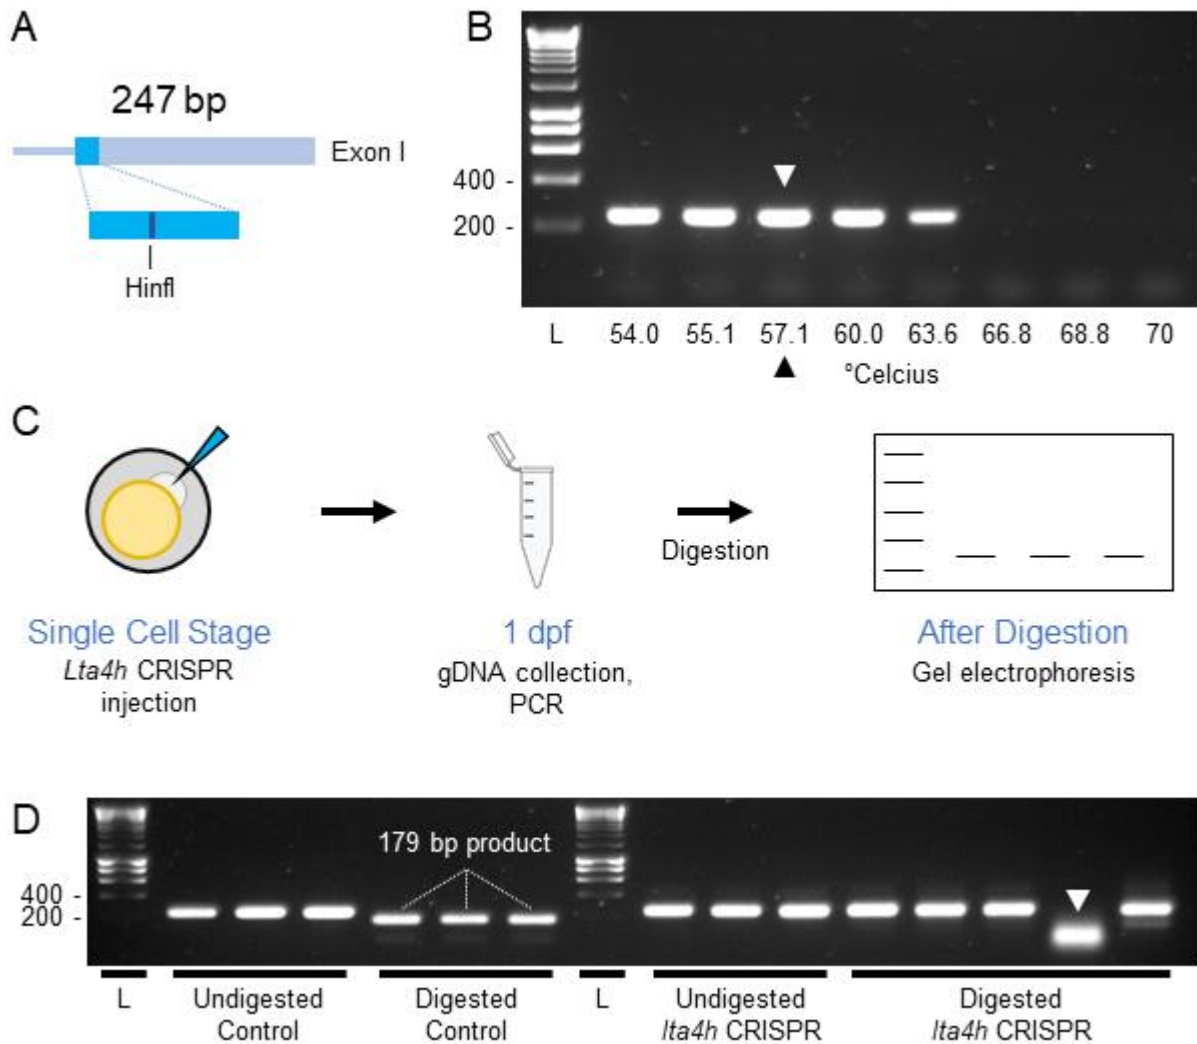 A
247 bp
Exon I
HinfI
B
400 -
200 -
L 54.0 55.1 57.1 60.0 63.6 66.8 68.8 70
°Celcius
C
Digestion
Single Cell Stage
Lta4h CRISPR
injection
1 dpf
gDNA collection,
PCR
After Digestion
Gel electrophoresis
D
179 bp product
400 -
200 -
L Undigested Digested L Undigested Digested
Control Control lta4h CRISPR lta4h CRISPR